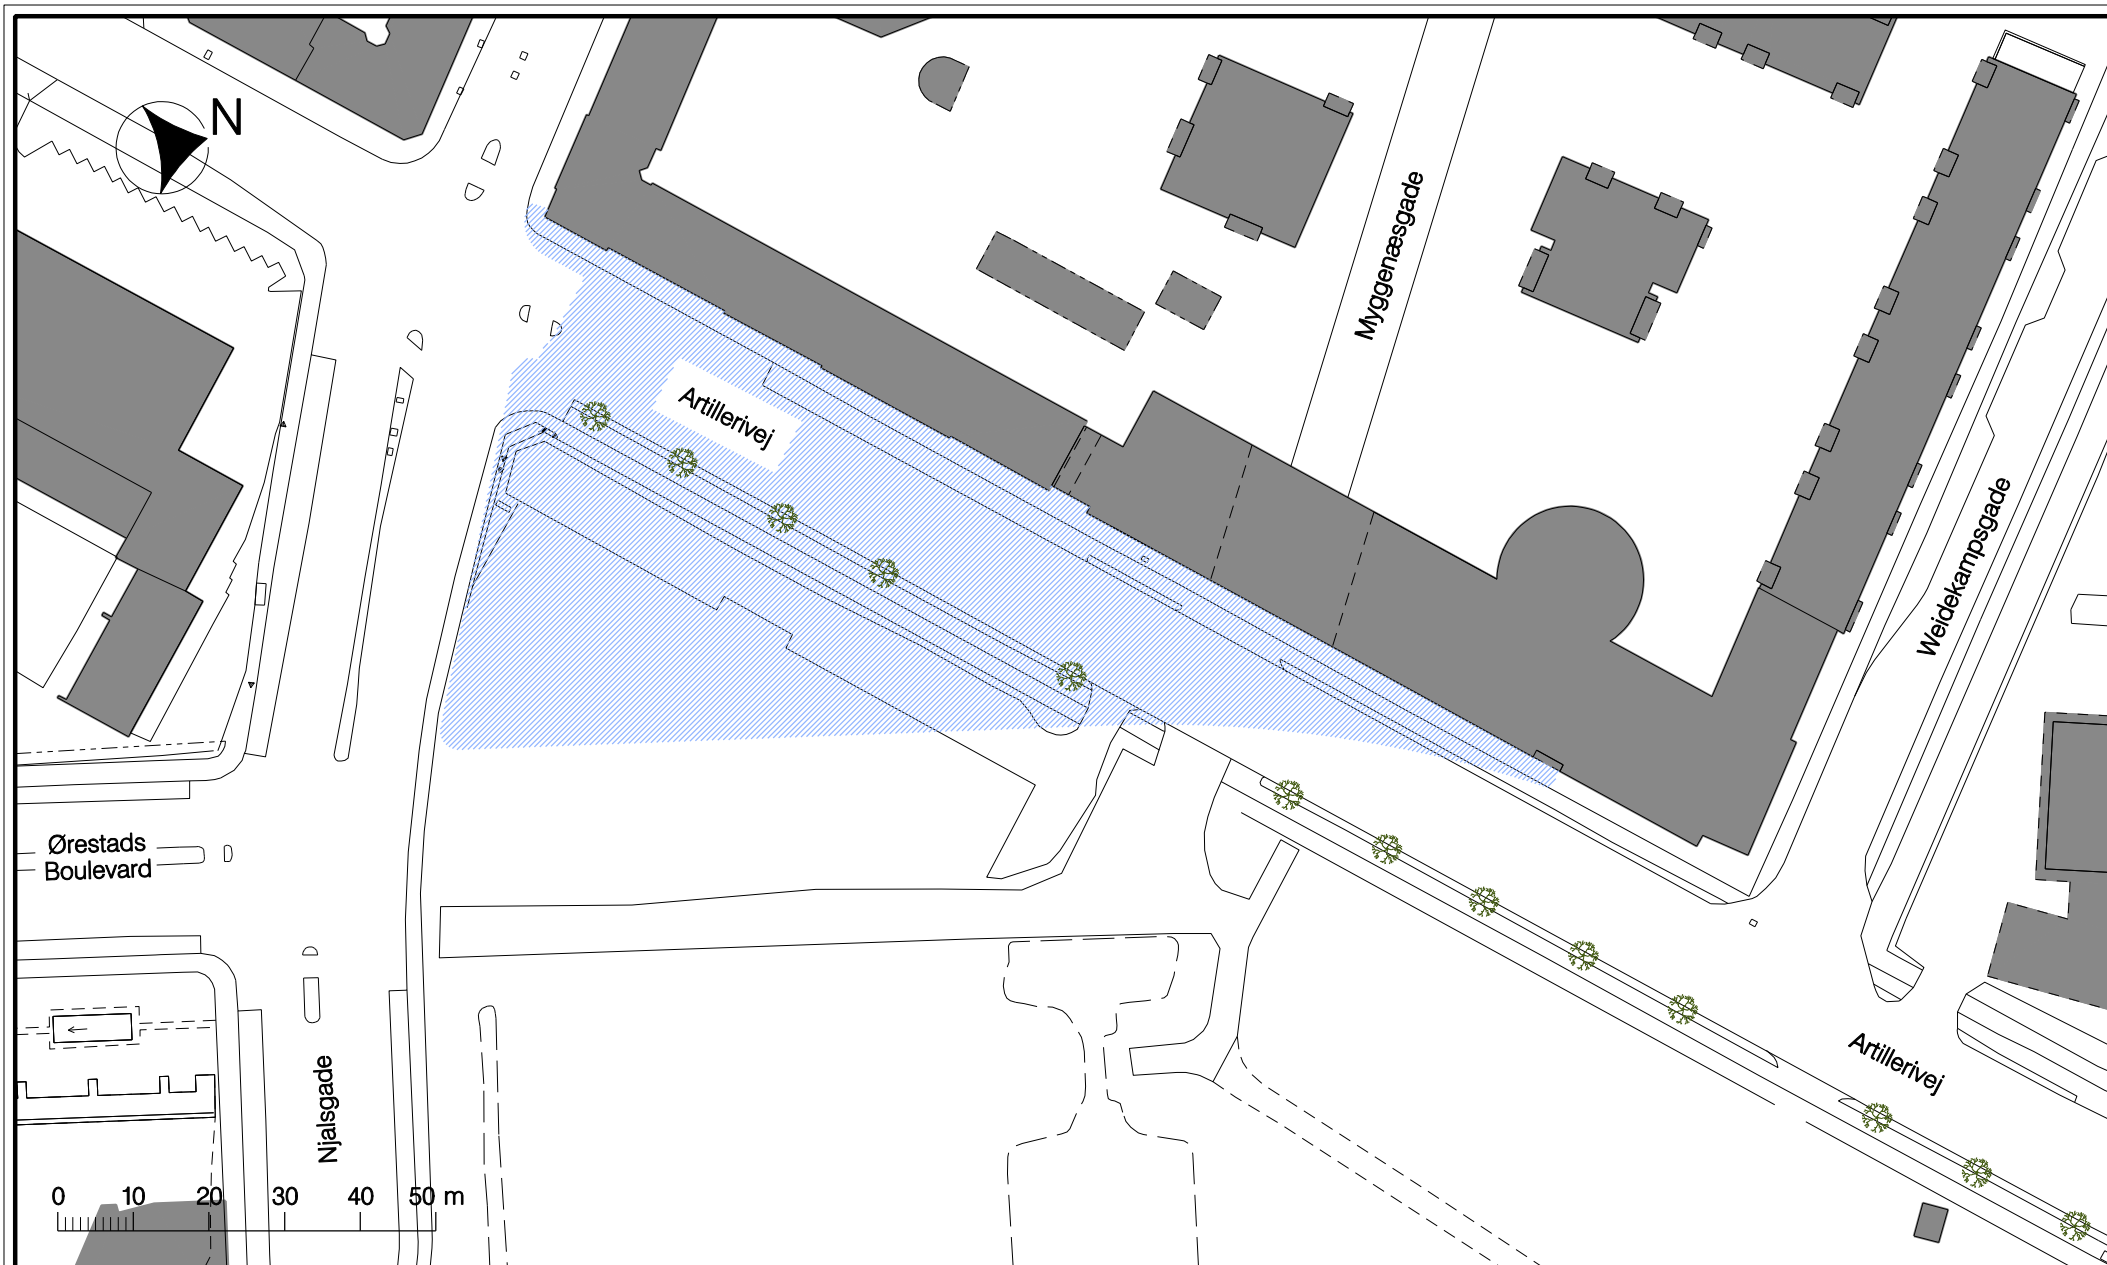 N
Myggenæsgade
Artillerivej
Weidekampsgade
Ørestads
Boulevard
Artillerivej
Njalsgade
0 10 20 30 40 50 m